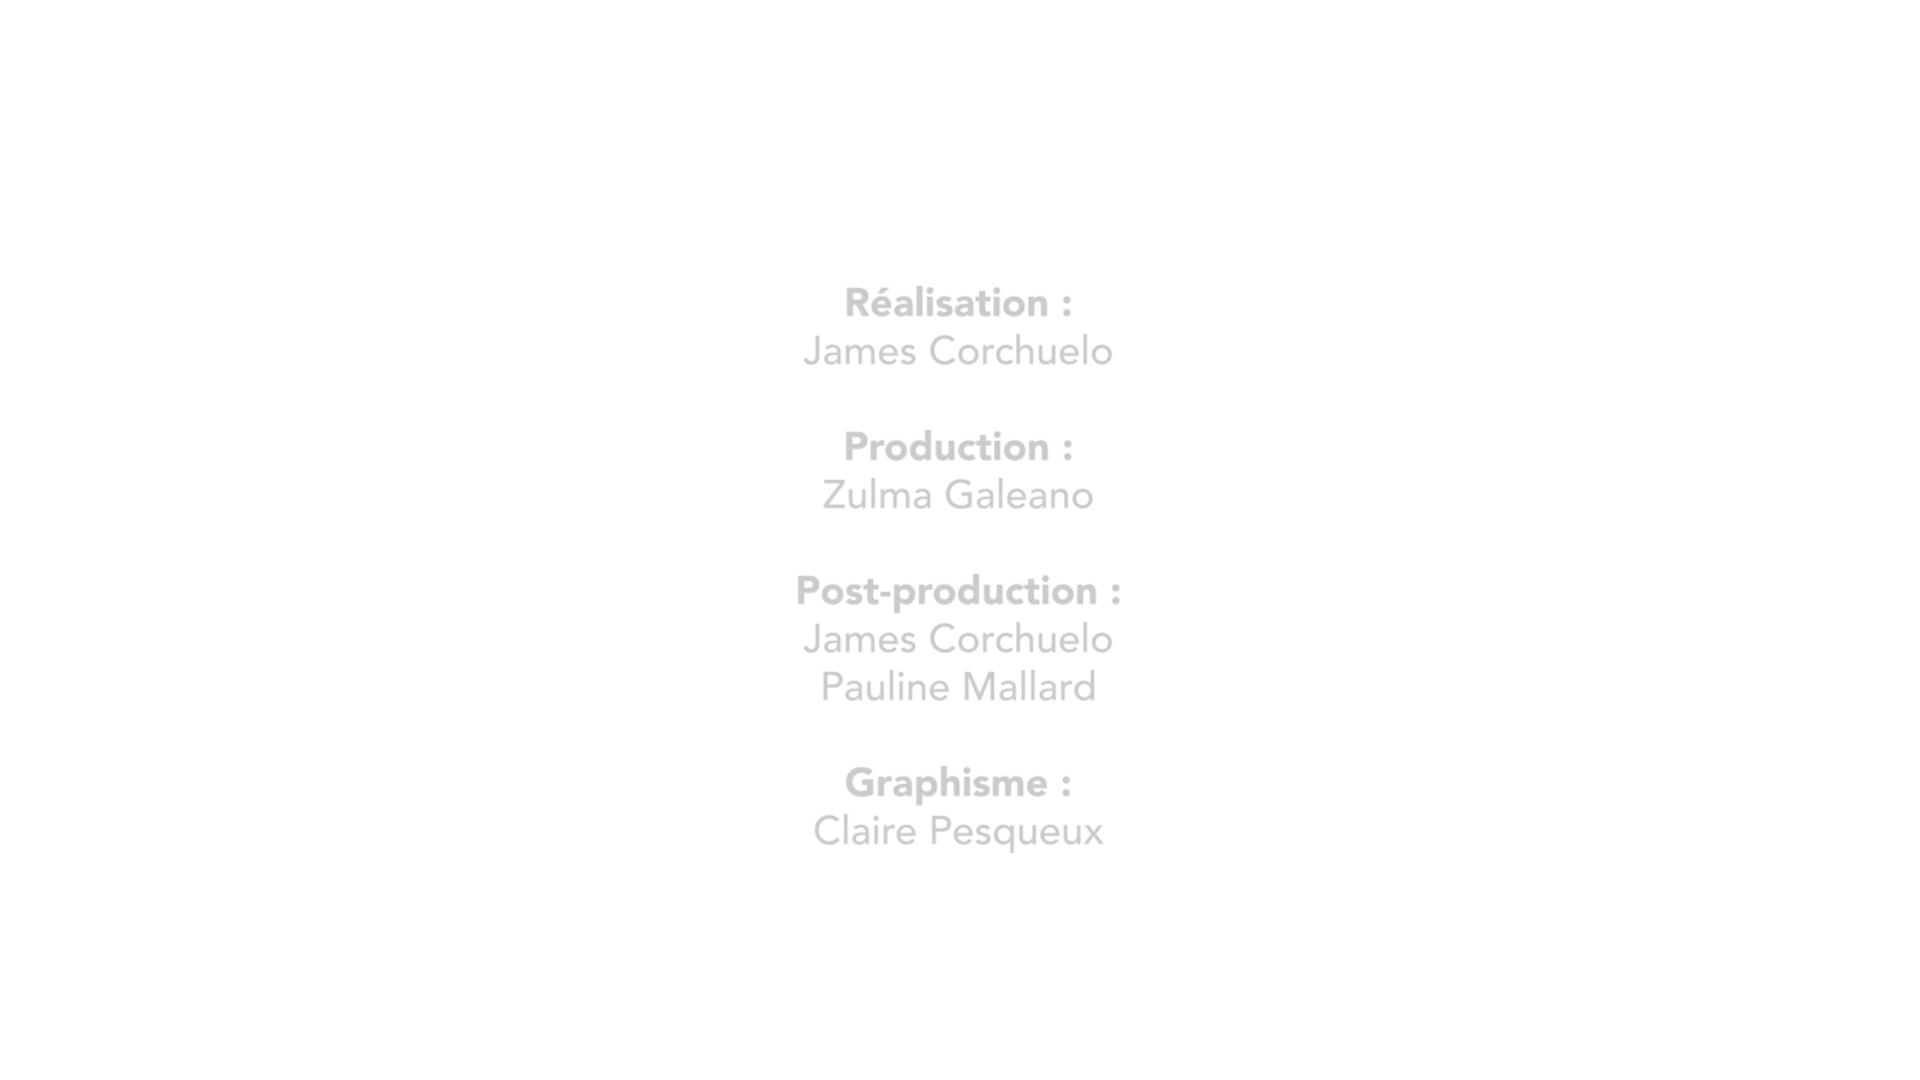 Réalisation :
James Corchuelo
Production :
Zulma Galeano
Post-production :
James Corchuelo
Pauline Mallard
Graphisme :
Claire Pesqueux